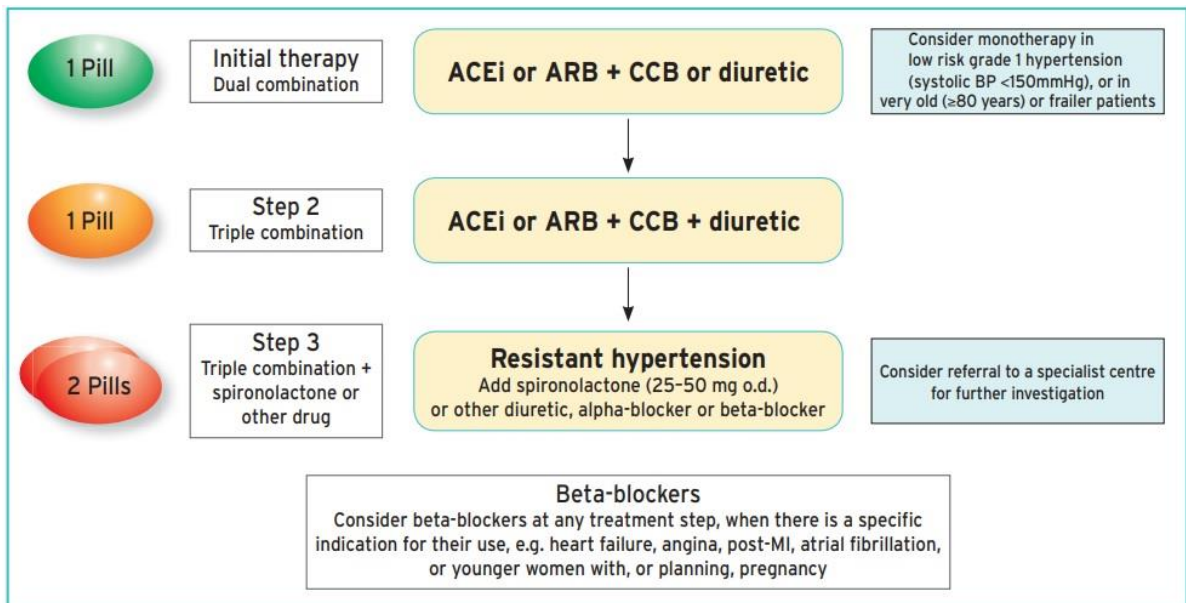 1 Pill
Initial therapy
Dual combination
ACEi or ARB + CCB or diuretic
Consider monotherapy in
low risk grade 1 hypertension
(systolic BP <150mmHg), or in
very old (≥80 years) or frailer patients
1 Pill
Step 2
Triple combination
ACEi or ARB + CCB + diuretic
2 Pills
Step 3
Triple combination +
spironolactone or
other drug
Resistant hypertension
Add spironolactone (25–50 mg o.d.)
or other diuretic, alpha-blocker or beta-blocker
Consider referral to a specialist centre
for further investigation
Beta-blockers
Consider beta-blockers at any treatment step, when there is a specific
indication for their use, e.g. heart failure, angina, post-MI, atrial fibrillation,
or younger women with, or planning, pregnancy